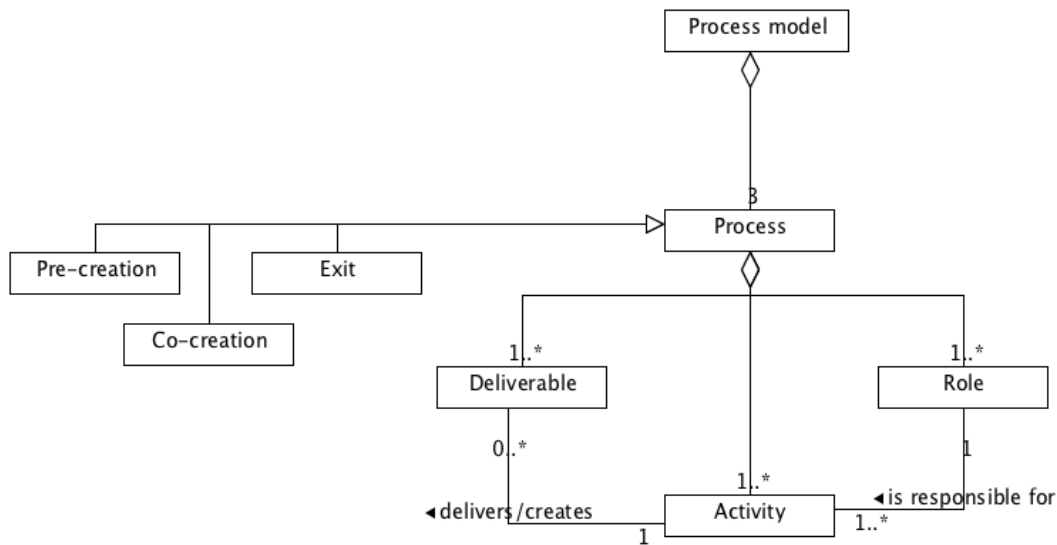 Process model
3
Process
Pre-creation
Exit
Co-creation
1..*
1..*
Deliverable
Role
0..*
1
1..*
◂is responsible for
◂delivers/creates
Activity
1..*
1